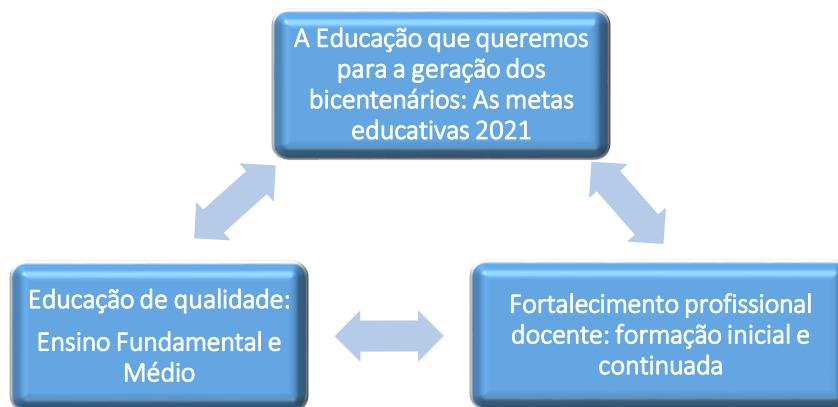 A Educação que queremos
para a geração dos
bicentenários: As metas
educativas 2021
Educação de qualidade:
Ensino Fundamental e
Médio
Fortalecimento profissional
docente: formação inicial e
continuada